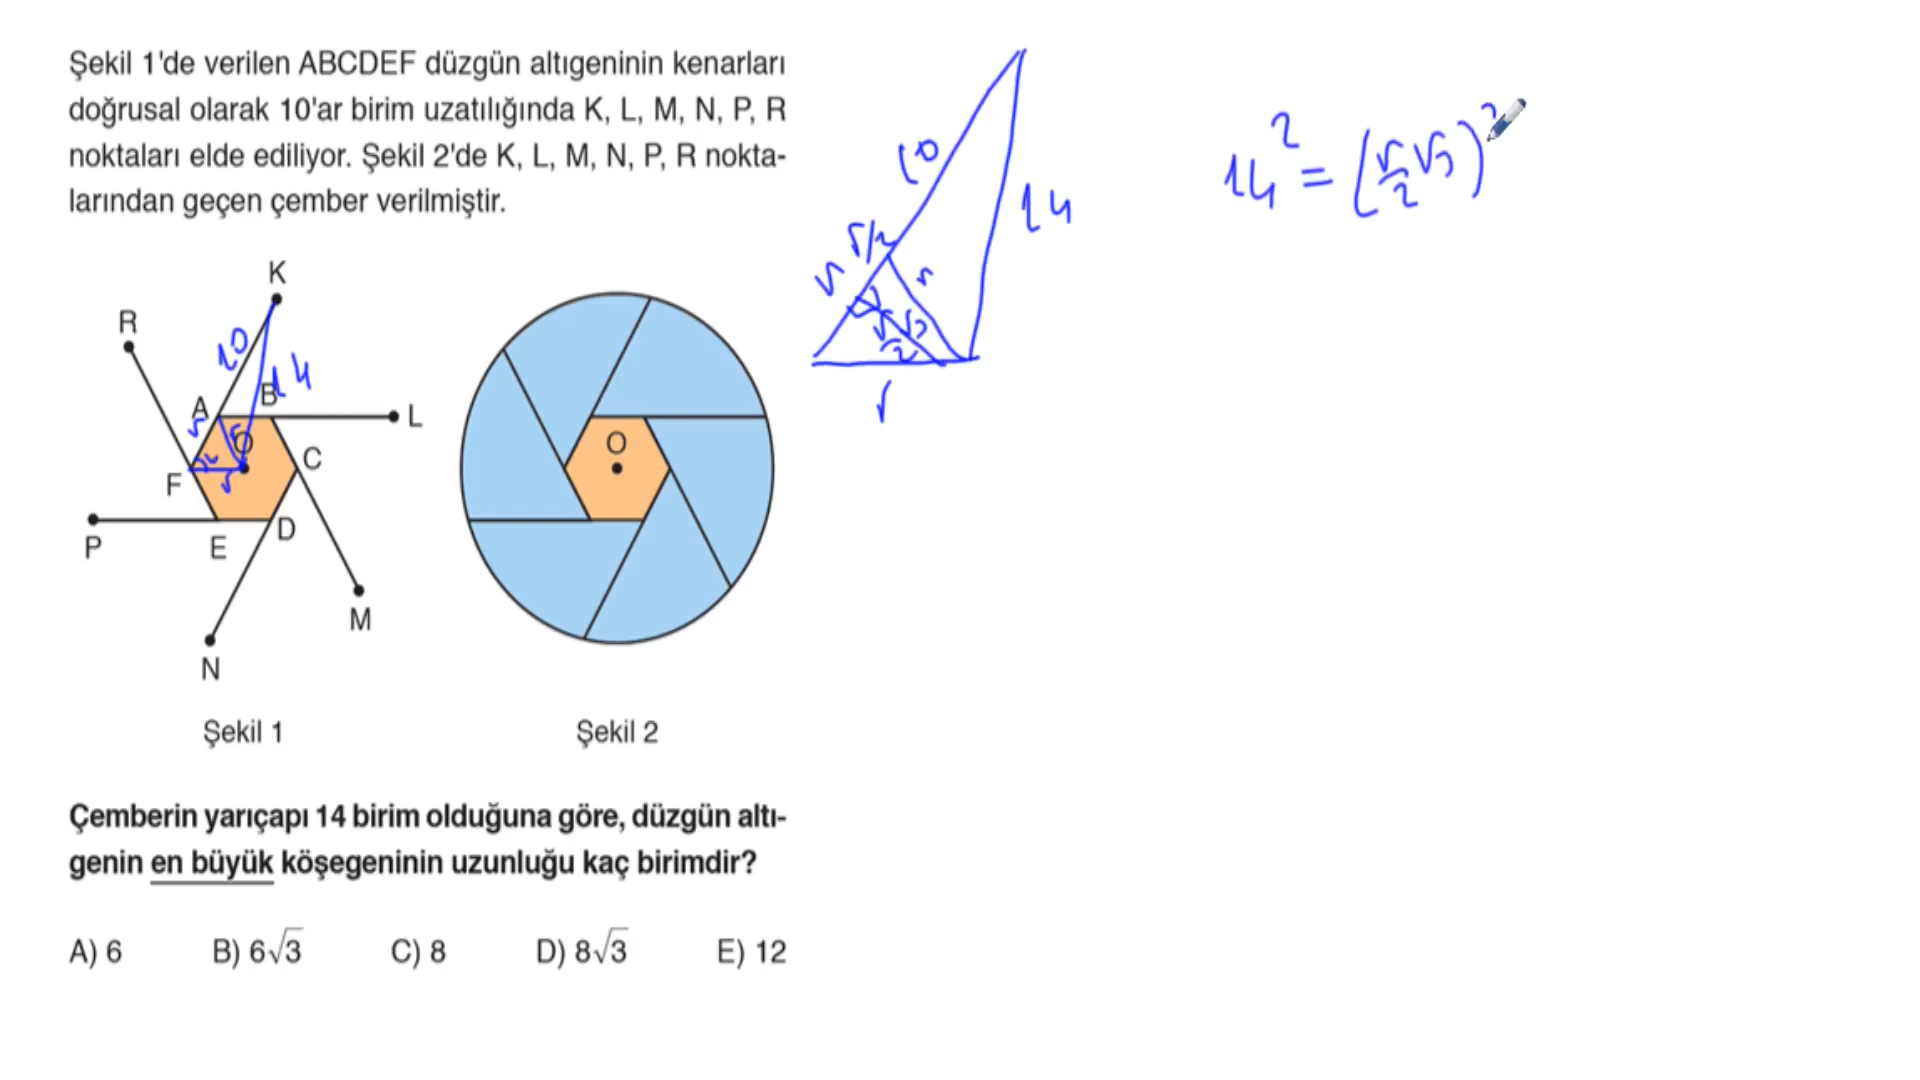 Şekil 1'de verilen ABCDEF düzgün altıgeninin kenarları
doğrusal olarak 10'ar birim uzatılığında K, L, M, N, P, R
noktaları elde ediliyor. Şekil 2'de K, L, M, N, P, R nokta-
larından geçen çember verilmiştir.
K
R
10
14
A
B
L
r
r
O
C
F
r
P
E
D
M
N
O
Şekil 1
Şekil 2
10
14
r/2
r
r
r/2 √3
r
14² = (r/2 √3)²
Çemberin yarıçapı 14 birim olduğuna göre, düzgün altı-
genin en büyük köşegeninin uzunluğu kaç birimdir?
A) 6 B) 6√3 C) 8 D) 8√3 E) 12